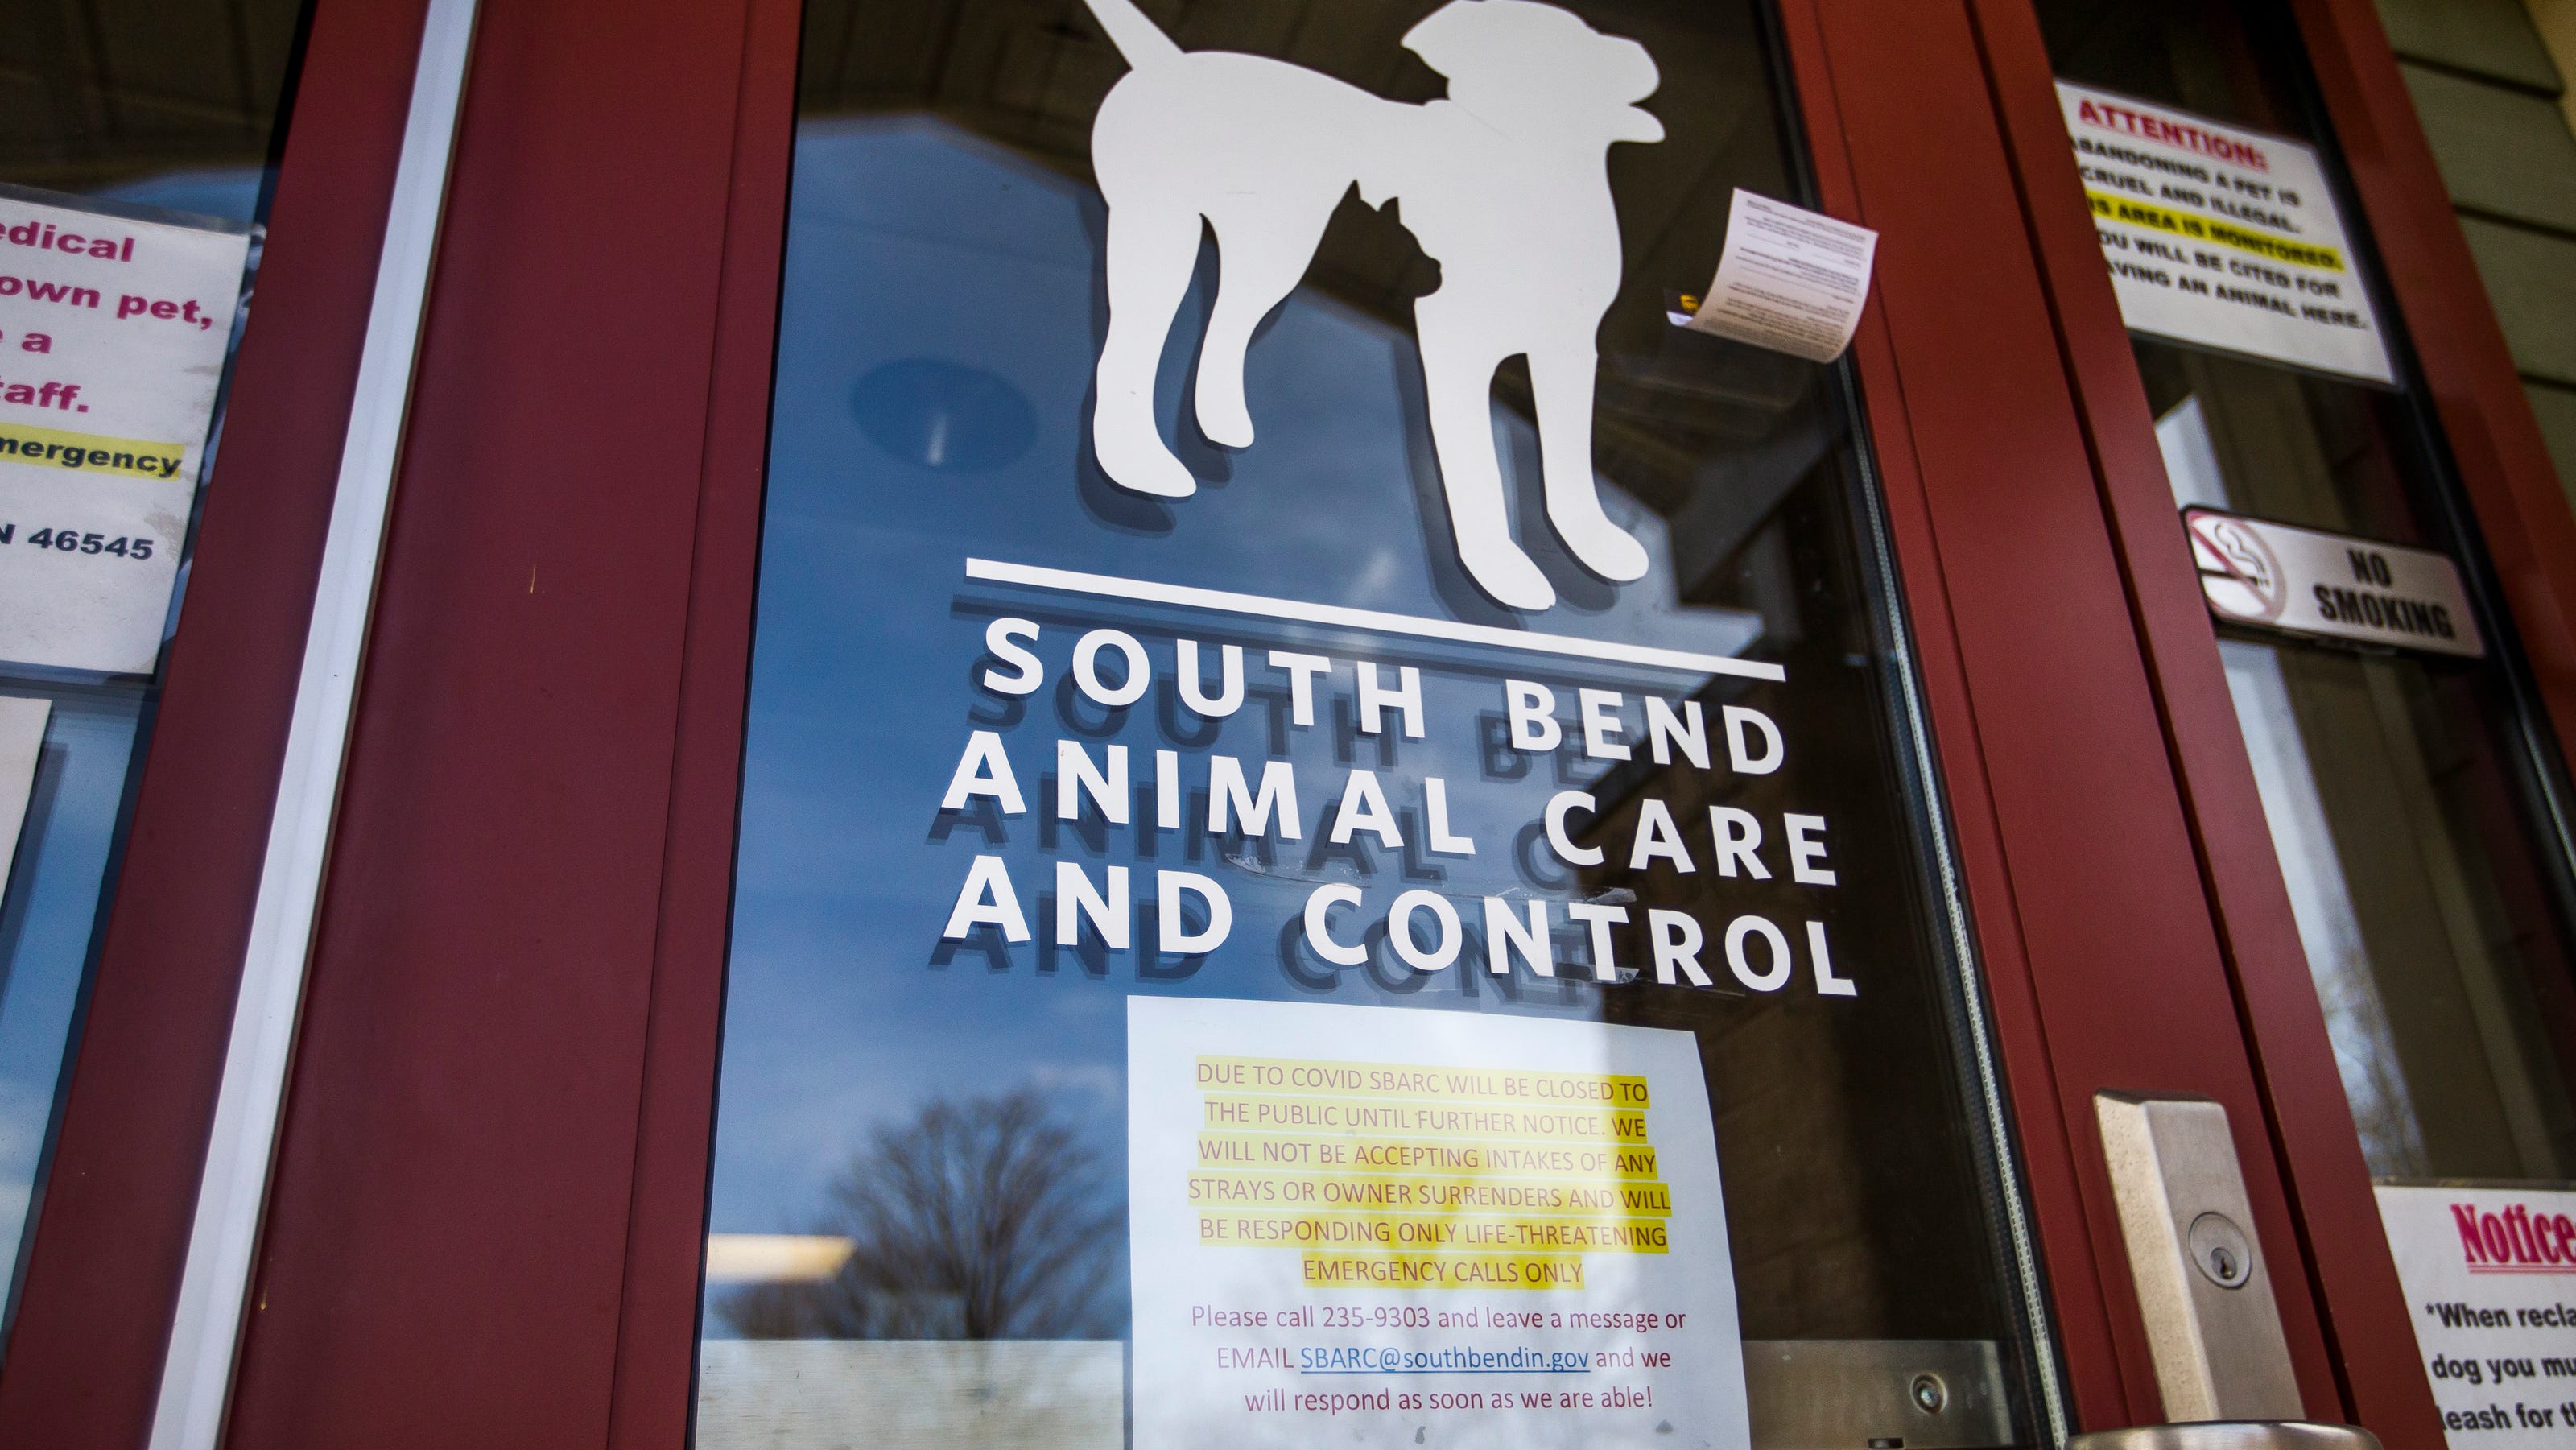 edical
own pet,
a
taff.
mergency
N 46545
SOUTH BEND
ANIMAL CARE
AND CONTROL
DUE TO COVID SBARC WILL BE CLOSED TO
THE PUBLIC UNTIL FURTHER NOTICE. WE
WILL NOT BE ACCEPTING INTAKES OF ANY
STRAYS OR OWNER SURRENDERS AND WILL
BE RESPONDING ONLY LIFE-THREATENING
EMERGENCY CALLS ONLY
Please call 235-9303 and leave a message or
EMAIL SBARC@southbendin.gov and we
will respond as soon as we are able!
ATTENTION:
ABANDONING A PET IS
CRUEL AND ILLEGAL.
IS AREA IS MONITORED.
OU WILL BE CITED FOR
AVING AN ANIMAL HERE.
NO
SMOKING
Notice
*When recla
dog you mu
leash for th